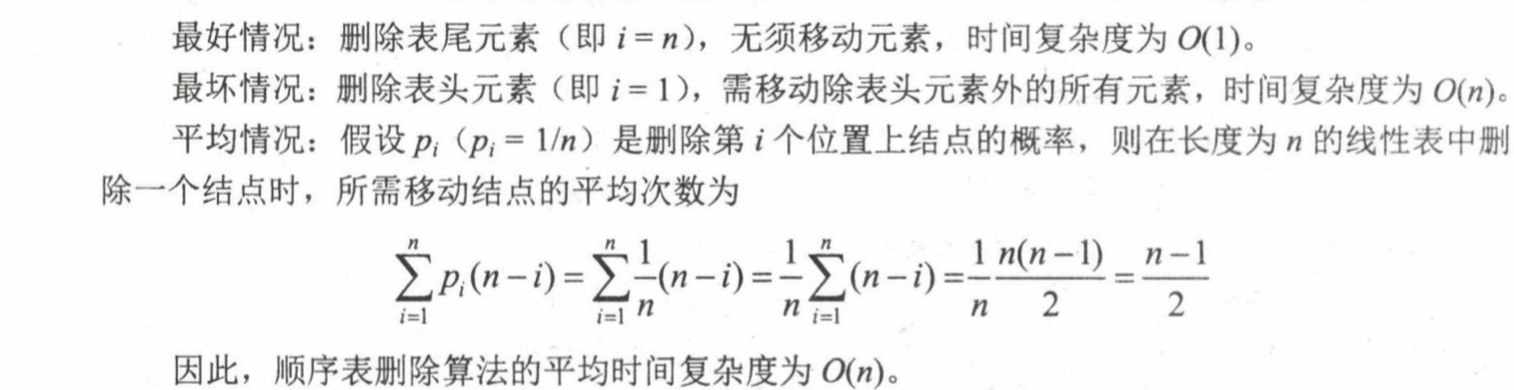 最好情况：删除表尾元素（即 i = n），无须移动元素，时间复杂度为 O(1)。
最坏情况：删除表头元素（即 i = 1），需移动除表头元素外的所有元素，时间复杂度为 O(n)。
平均情况：假设 pᵢ（pᵢ = 1/n）是删除第 i 个位置上结点的概率，则在长度为 n 的线性表中删
除一个结点时，所需移动结点的平均次数为
\sum_{i=1}^{n} p_i(n-i) = \sum_{i=1}^{n} \frac{1}{n}(n-i) = \frac{1}{n}\sum_{i=1}^{n}(n-i) = \frac{1}{n}\frac{n(n-1)}{2} = \frac{n-1}{2}
因此，顺序表删除算法的平均时间复杂度为 O(n)。